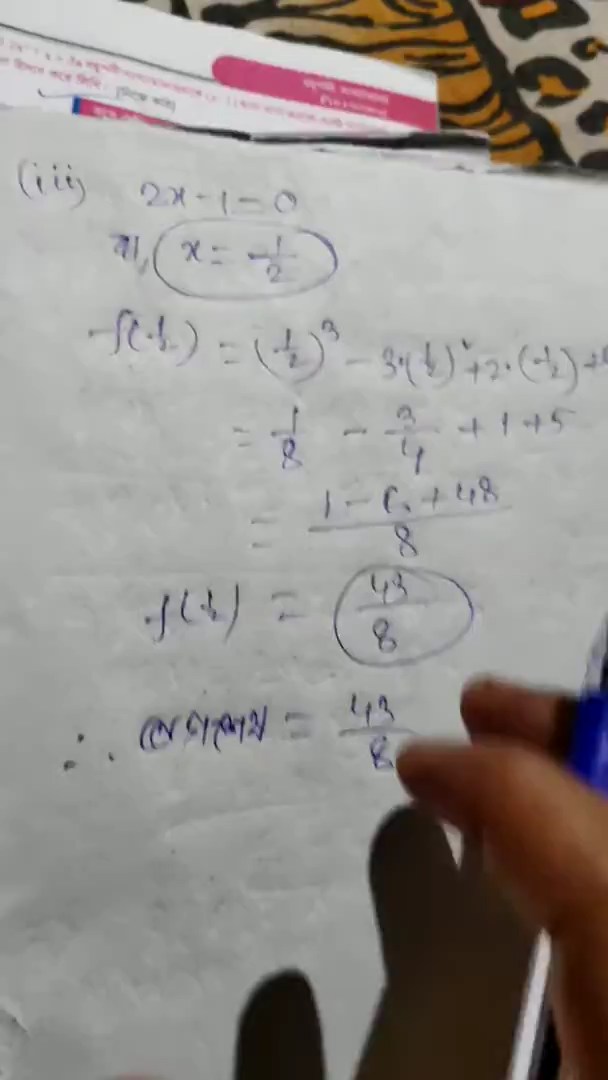 (iii) 2x - 1 = 0
বা, x = 1/2
f(1/2) = (1/2)³ - 3·(1/2)² + 2·(1/2) +
= 1/8 - 3/4 + 1 + 5
= (1 - 6 + 48)/8
f(1/2) = 43/8
∴ ভাগশেষ = 43/8